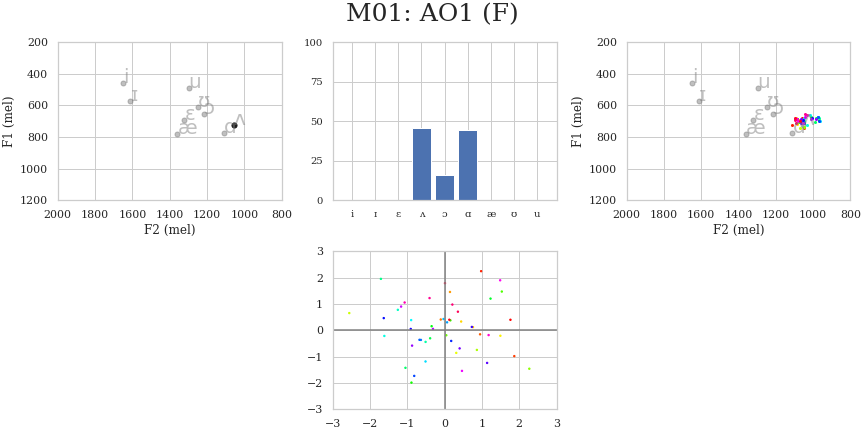 M01: AO1 (F)
200
400
600
800
1000
1200
F1 (mel)
2000 1800 1600 1400 1200 1000 800
F2 (mel)
i
ɪ
u
ʊ
ɔ
ɛ
æ
ɑ
ʌ
100
75
50
25
0
i ɪ ɛ ʌ ɔ ɑ æ ʊ u
200
400
600
800
1000
1200
F1 (mel)
2000 1800 1600 1400 1200 1000 800
F2 (mel)
i
ɪ
u
ʊ
ɔ
ɛ
æ
ɑ
3
2
1
0
−1
−2
−3
−3 −2 −1 0 1 2 3